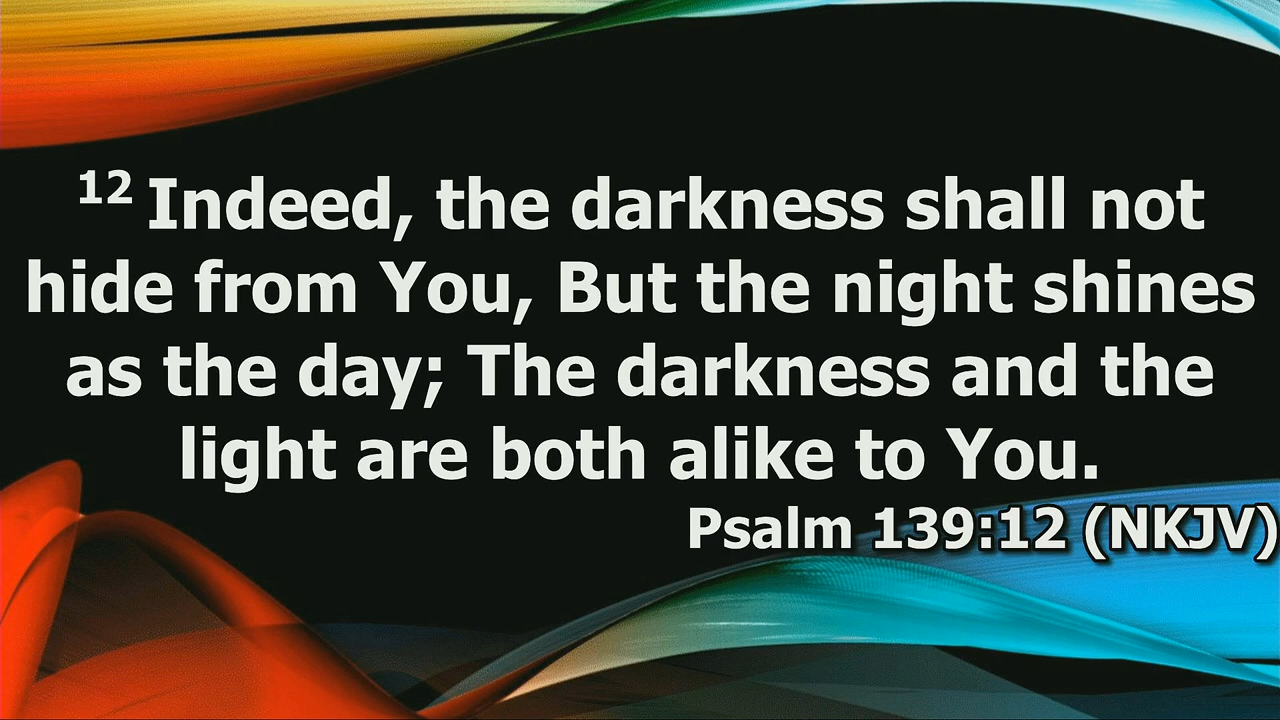 12 Indeed, the darkness shall not
hide from You, But the night shines
as the day; The darkness and the
light are both alike to You.
Psalm 139:12 (NKJV)